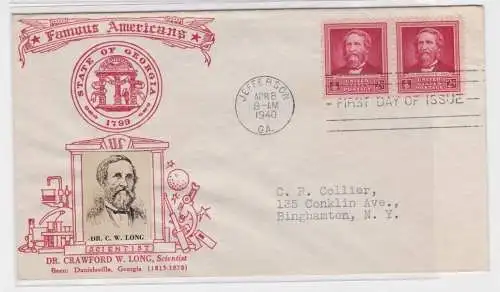 Famous Americans
STATE OF GEORGIA
1799
JEFFERSON
APR 8
8-AM
1940
GA.
FIRST DAY OF ISSUE
C. R. Collier,
135 Conklin Ave.,
Binghamton, N. Y.
DR. C. W. LONG
SCIENTIST
DR. CRAWFORD W. LONG, Scientist
Born: Danielsville, Georgia (1815-1878)